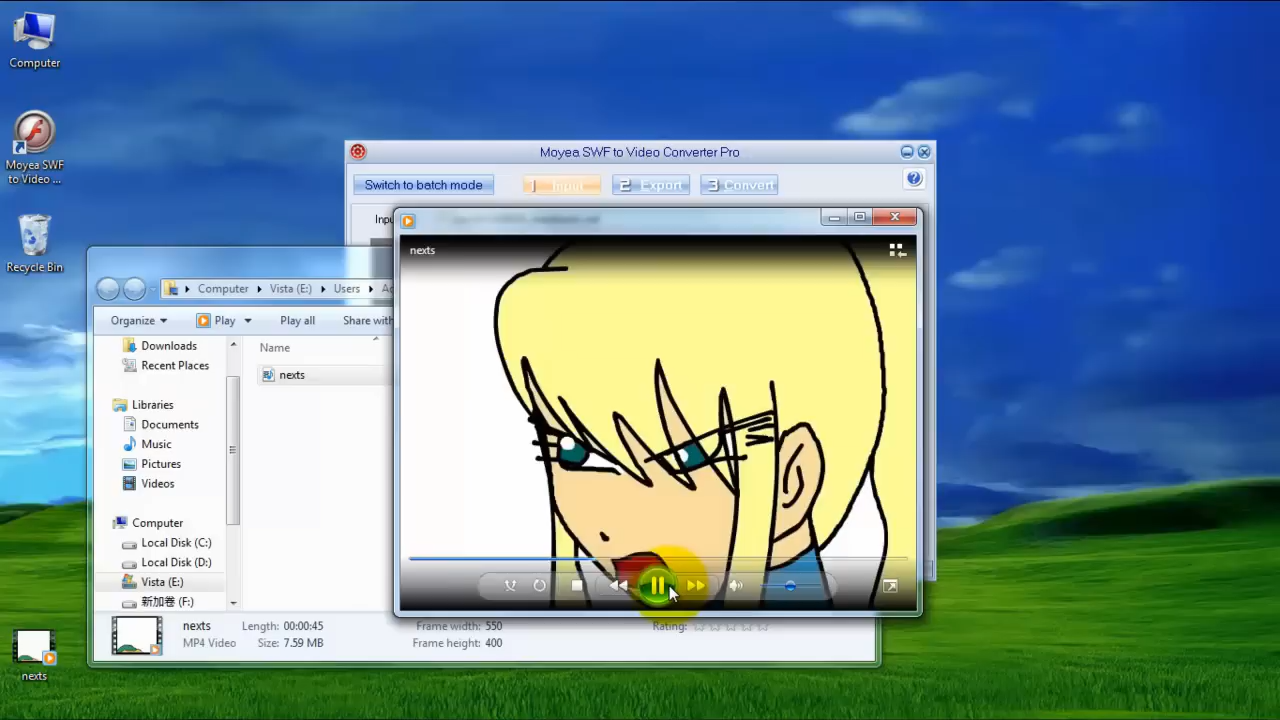 Computer
Moyea SWF
to Video ...
Recycle Bin
nexts
Moyea SWF to Video Converter Pro
Switch to batch mode
1 Input
2 Export
3 Convert
Inpu
Computer
Vista (E:)
Users
Organize
Play
Play all
Share with
Downloads
Recent Places
Libraries
Documents
Music
Pictures
Videos
Computer
Local Disk (C:)
Local Disk (D:)
Vista (E:)
新加卷 (F:)
Name
nexts
nexts
nexts
MP4 Video
Length: 00:00:45
Size: 7.59 MB
Frame width: 550
Frame height: 400
Rating: